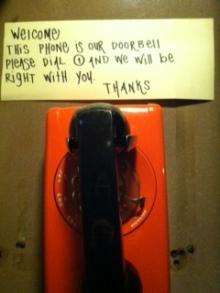 WELCOME
THIS PHONE iS OUR DOORBELL
PLEASE DIAL ① AND WE WILL bE
RIGHT WITH YOU.
THANKS